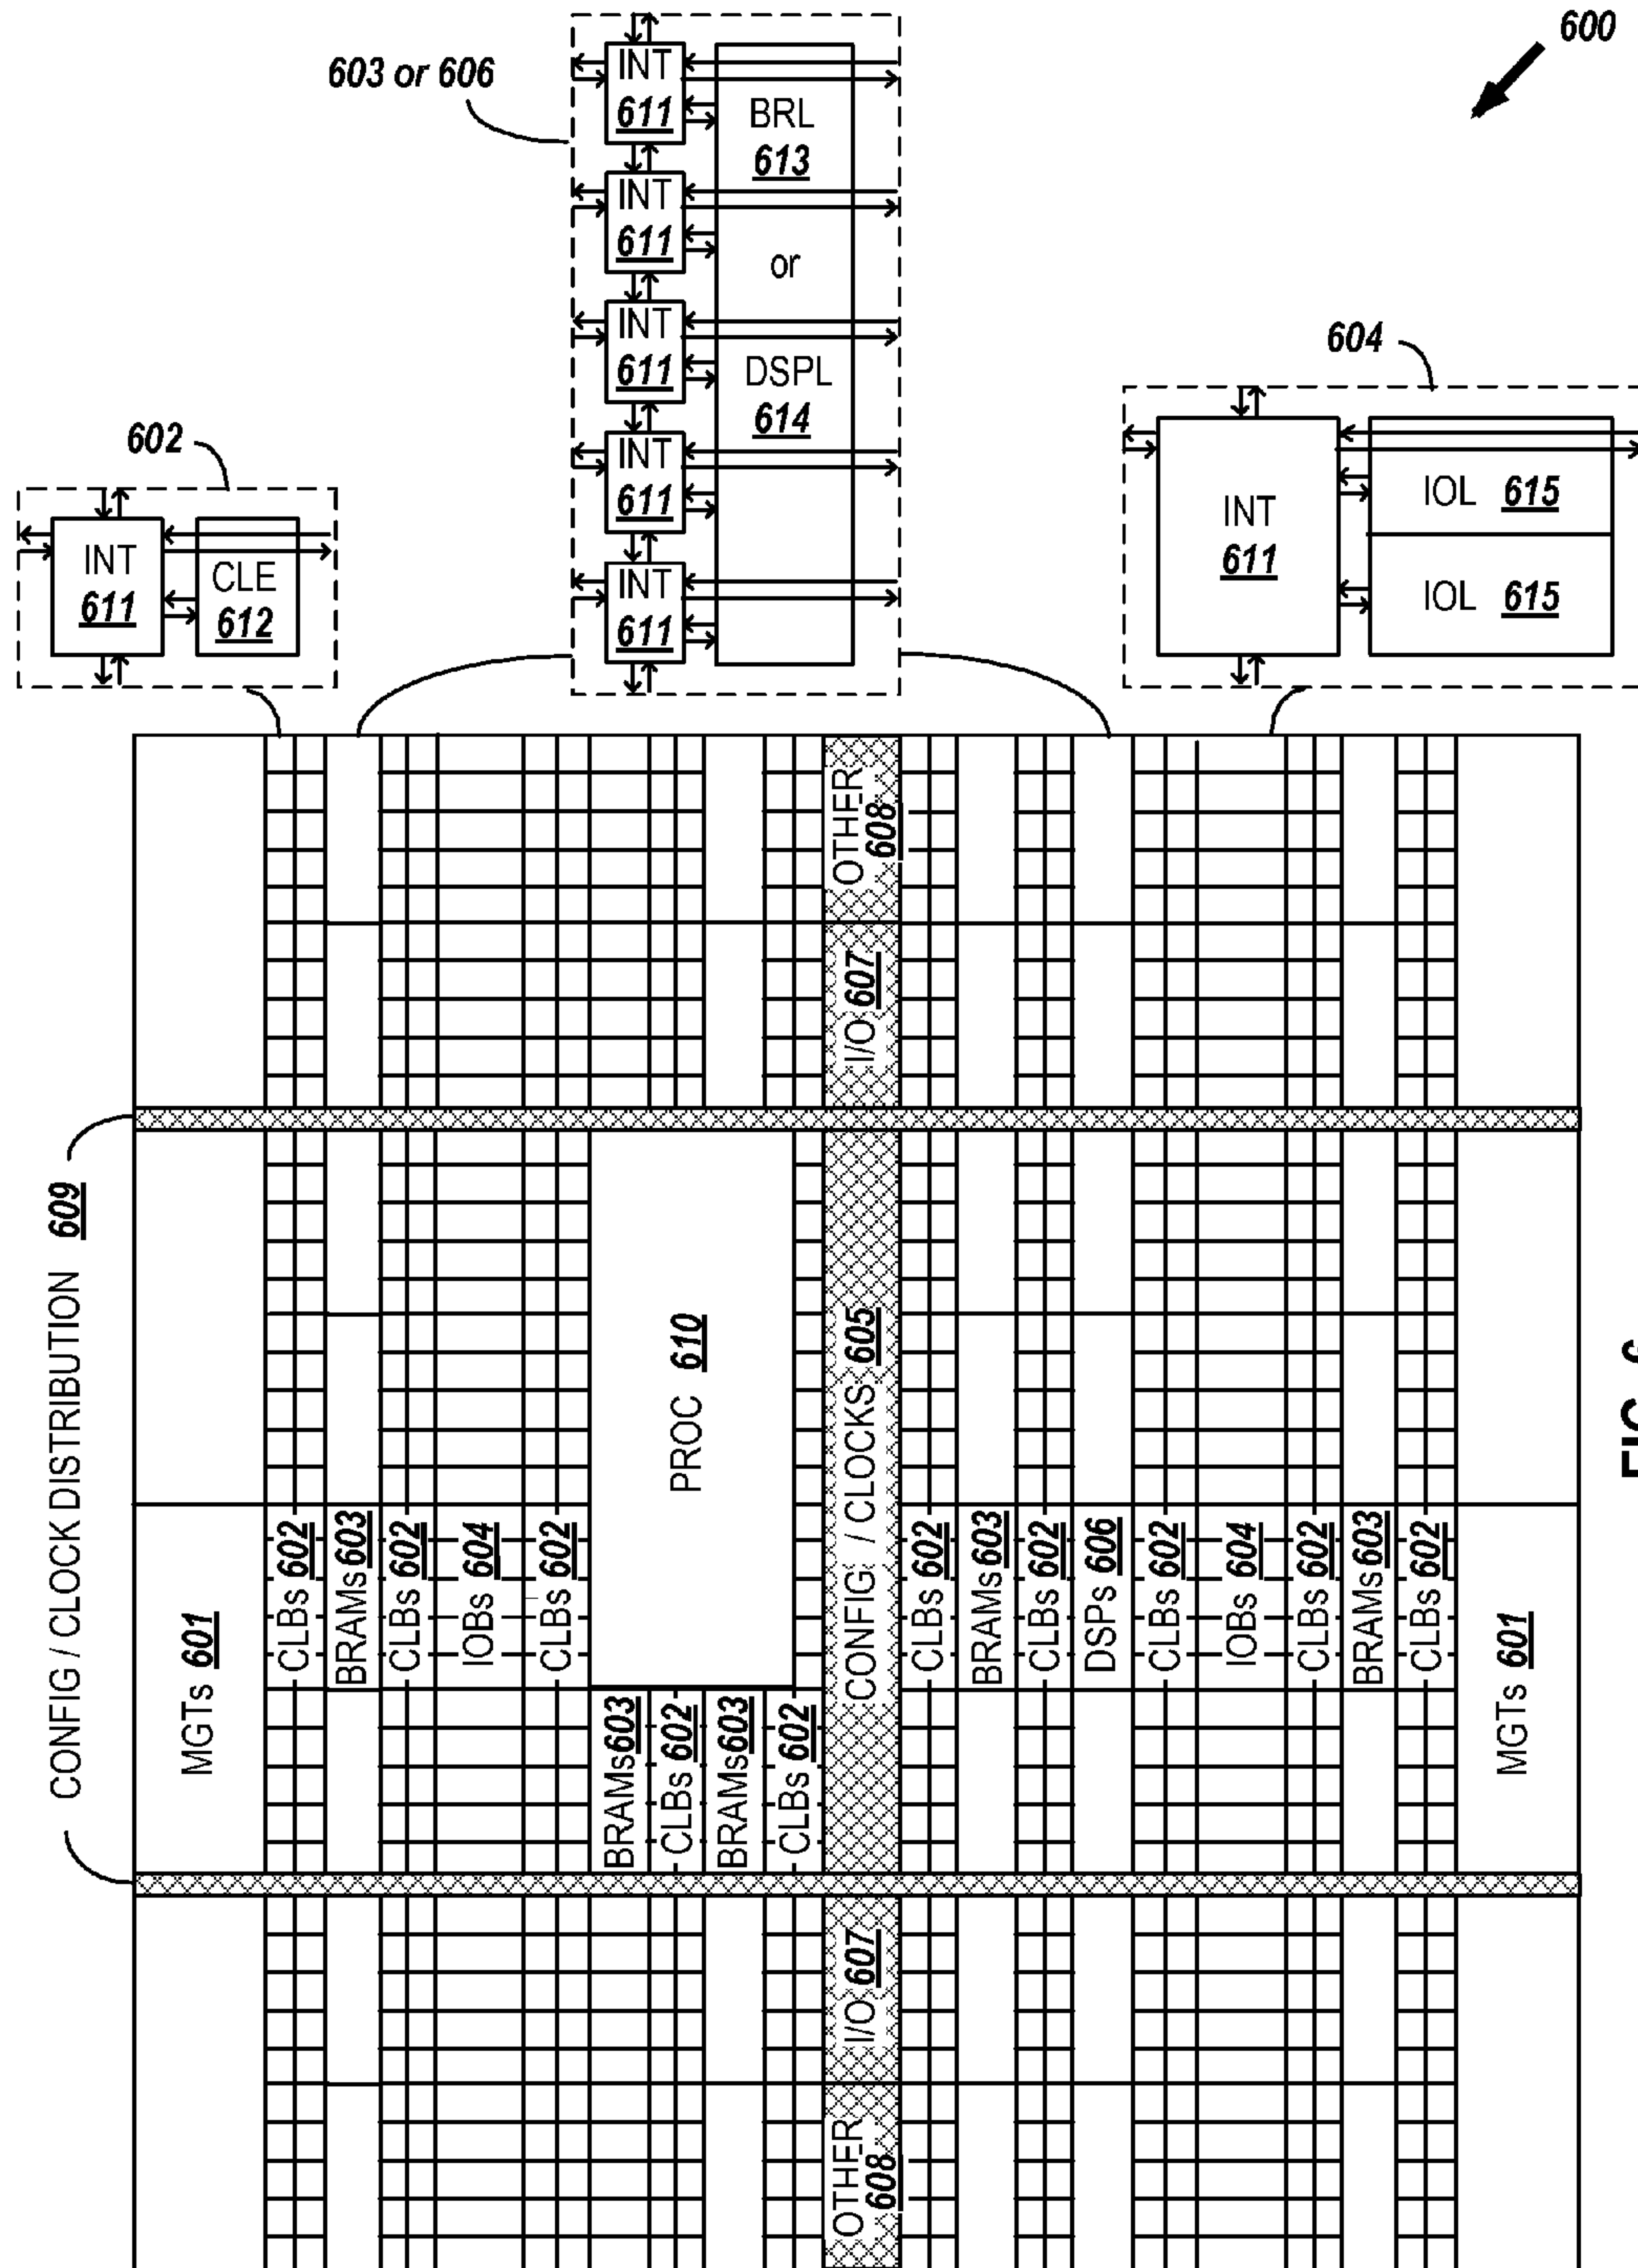 600
603 or 606
INT
611
INT
611
INT
611
INT
611
INT
611
BRL
613
or
DSPL
614
604
INT
611
IOL 615
IOL 615
602
INT
611
CLE
612
CONFIG / CLOCK DISTRIBUTION 609
MGTs 601
CLBs 602
BRAMs 603
CLBs 602
IOBs 604
CLBs 602
BRAMs 603
CLBs 602
BRAMs 603
CLBs 602
PROC 610
OTHER
608
I/O 607
CONFIG / CLOCKS 605
I/O 607
OTHER
608
CLBs 602
BRAMs 603
CLBs 602
DSPs 606
CLBs 602
IOBs 604
CLBs 602
BRAMs 603
CLBs 602
MGTs 601